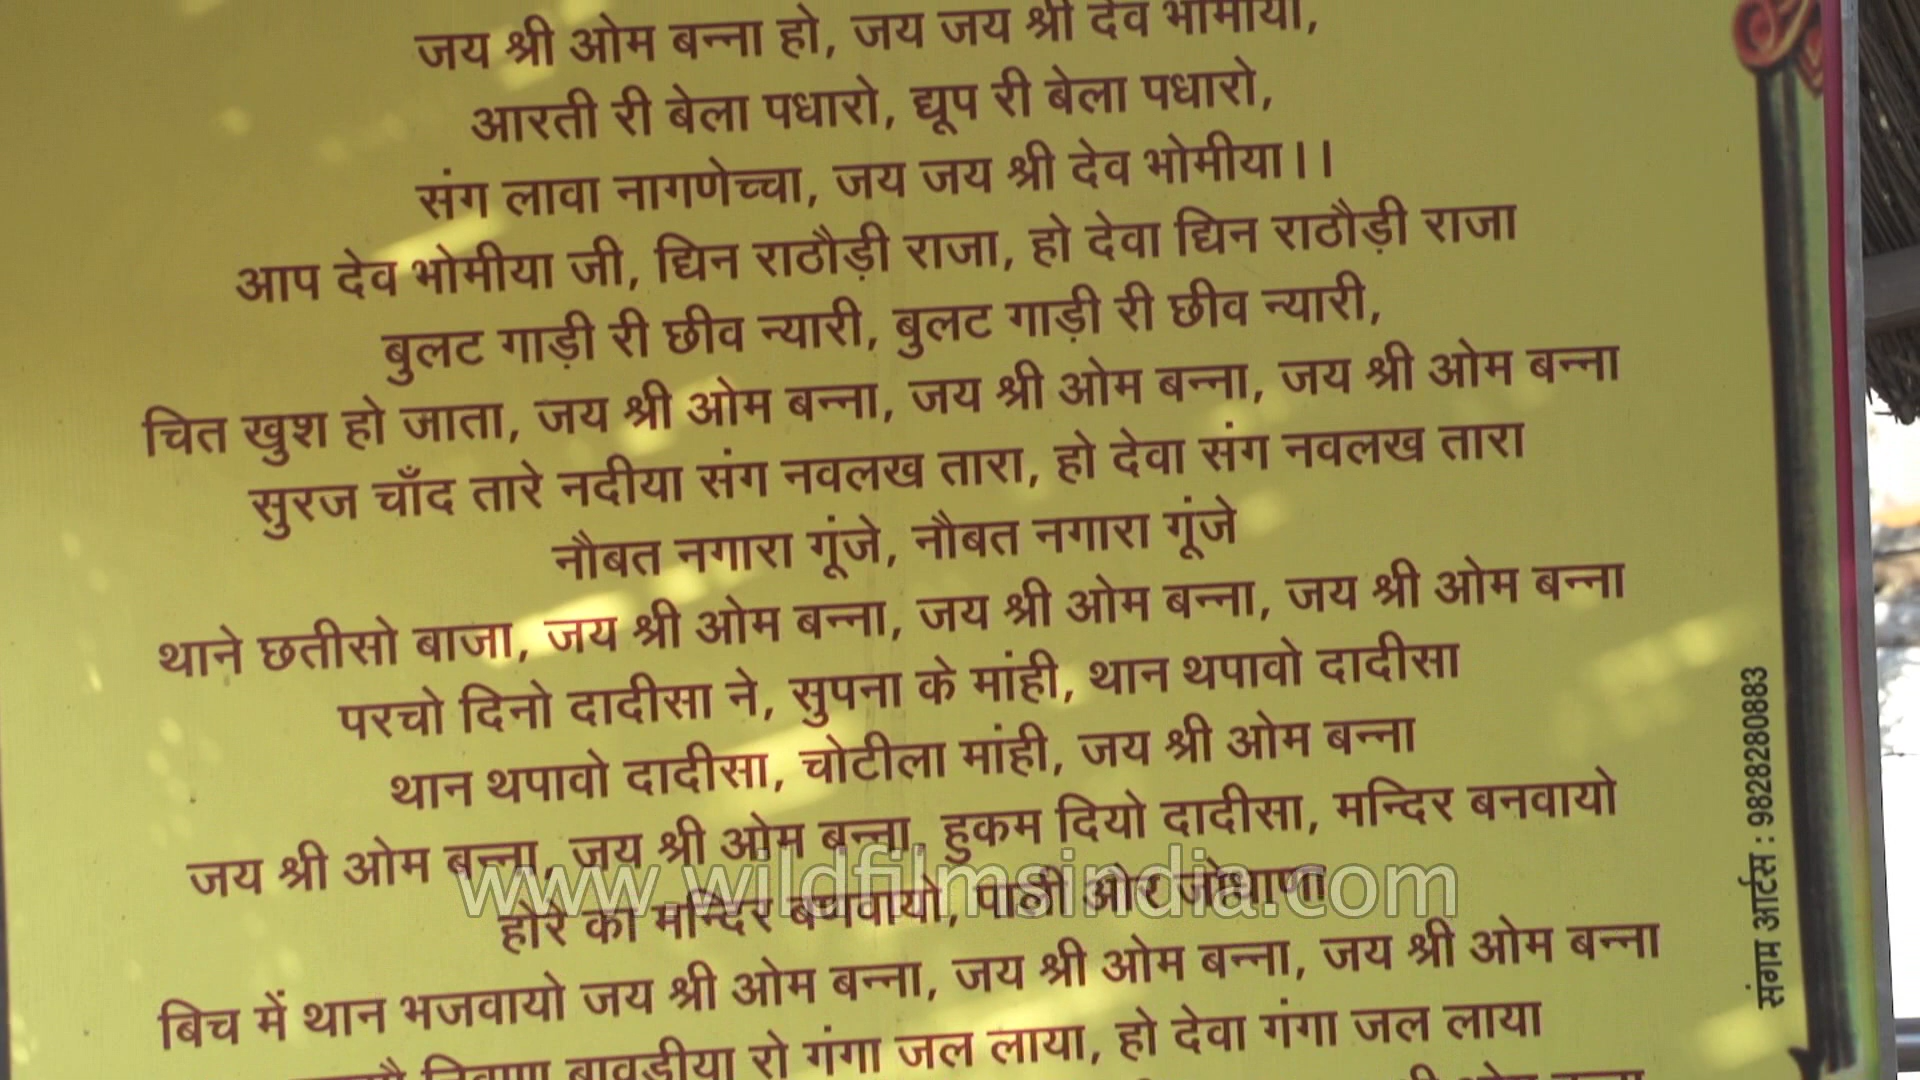 जय श्री ओम बन्ना हो, जय जय श्री देव भोमीया,
आरती री बेला पधारो, द्यूप री बेला पधारो,
संग लावा नागणेच्चा, जय जय श्री देव भोमीया।।
आप देव भोमीया जी, द्यिन राठौड़ी राजा, हो देवा द्यिन राठौड़ी राजा
बुलट गाड़ी री छीव न्यारी, बुलट गाड़ी री छीव न्यारी,
चित खुश हो जाता, जय श्री ओम बन्ना, जय श्री ओम बन्ना, जय श्री ओम बन्ना
सुरज चाँद तारे नदीया संग नवलख तारा, हो देवा संग नवलख तारा
नौबत नगारा गूंजे, नौबत नगारा गूंजे
थाने छतीसो बाजा, जय श्री ओम बन्ना, जय श्री ओम बन्ना, जय श्री ओम बन्ना
परचो दिनो दादीसा ने, सुपना के मांही, थान थपावो दादीसा
थान थपावो दादीसा, चोटीला मांही, जय श्री ओम बन्ना
जय श्री ओम बन्ना, जय श्री ओम बन्ना, हुकम दियो दादीसा, मन्दिर बनवायो
होरे का मन्दिर बणवायो, पाली और जोधाणा
बिच में थान भजवायो जय श्री ओम बन्ना, जय श्री ओम बन्ना, जय श्री ओम बन्ना
निवाण बावडीया रो गंगा जल लाया, हो देवा गंगा जल लाया
संगम आर्टस : 9828280883
www.wildfilmsindia.com